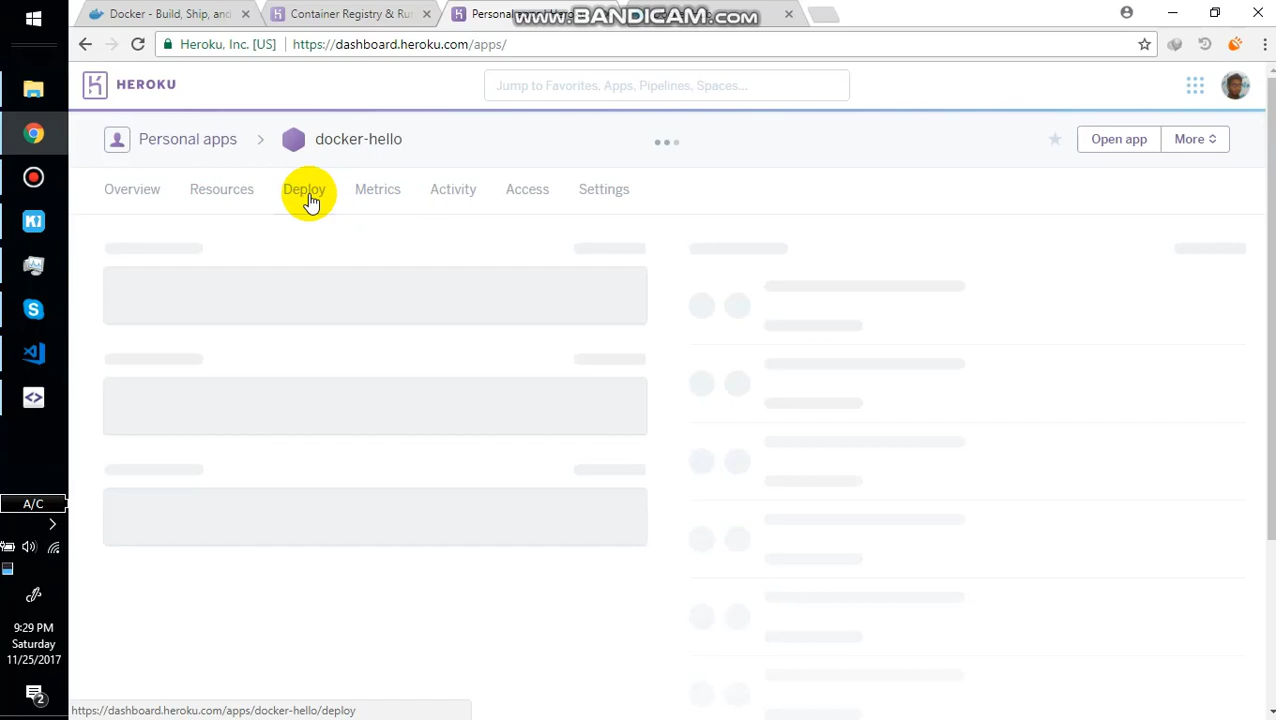 Docker - Build, Ship, and
Container Registry & Ru
Personal
www.BANDICAM.com
Heroku, Inc. [US]
https://dashboard.heroku.com/apps/
HEROKU
Jump to Favorites, Apps, Pipelines, Spaces...
Personal apps
docker-hello
Open app
More
Overview
Resources
Deploy
Metrics
Activity
Access
Settings
A/C
9:29 PM
Saturday
11/25/2017
2
https://dashboard.heroku.com/apps/docker-hello/deploy